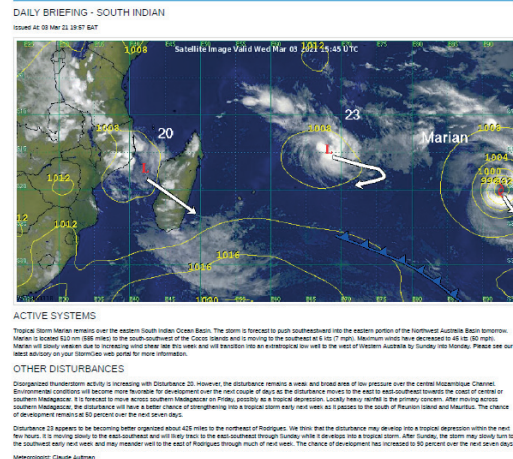 DAILY BRIEFING - SOUTH INDIAN
Issued At: 03 Mar 21 19:57 EAT
Satellite Image Valid Wed Mar 03 2021 15:45 UTC
1008
1012
20
23
Marian
1008
1008
1008
1004
1000
L
L
1012
1012
1016
1020
ACTIVE SYSTEMS
Tropical Storm Marian remains over the eastern South Indian Ocean Basin. The storm is forecast to push southeastward into the eastern portion of the Northwest Australia Basin tomorrow.
Marian is located 510 nm (585 miles) to the south-southwest of the Cocos Islands and is moving to the southeast at 6 kts (7 mph). Maximum winds have decreased to 45 kts (50 mph).
Marian will slowly weaken due to increasing wind shear late this week and will transition into an extratropical low well to the west of Western Australia by Sunday into Monday. Please see our
latest advisory on your StormGeo web portal for more information.
OTHER DISTURBANCES
Disorganized thunderstorm activity is increasing with Disturbance 20. However, the disturbance remains a weak and broad area of low pressure over the central Mozambique Channel.
Environmental conditions will become more favorable for development over the next couple of days as the disturbance moves to the east to east-southeast towards the coast of central or
southern Madagascar. It is forecast to move across southern Madagascar on Friday, possibly as a tropical depression. Locally heavy rainfall is the primary concern. After moving across
southern Madagascar, the disturbance will have a better chance of strengthening into a tropical storm early next week as it passes to the south of Reunion Island and Mauritius. The chance
of development remains at 80 percent over the next seven days.
Disturbance 23 appears to be becoming better organized about 425 miles to the northeast of Rodrigues. We think that the disturbance may develop into a tropical depression within the next
few hours. It is moving slowly to the east-southeast and will likely track to the east-southeast through Sunday while it develops into a tropical storm. After Sunday, the storm may slowly turn to
the southwest early next week and may meander well to the east of Rodrigues through much of next week. The chance of development has increased to 90 percent over the next seven days.
Meteorologist: Claude Aultman